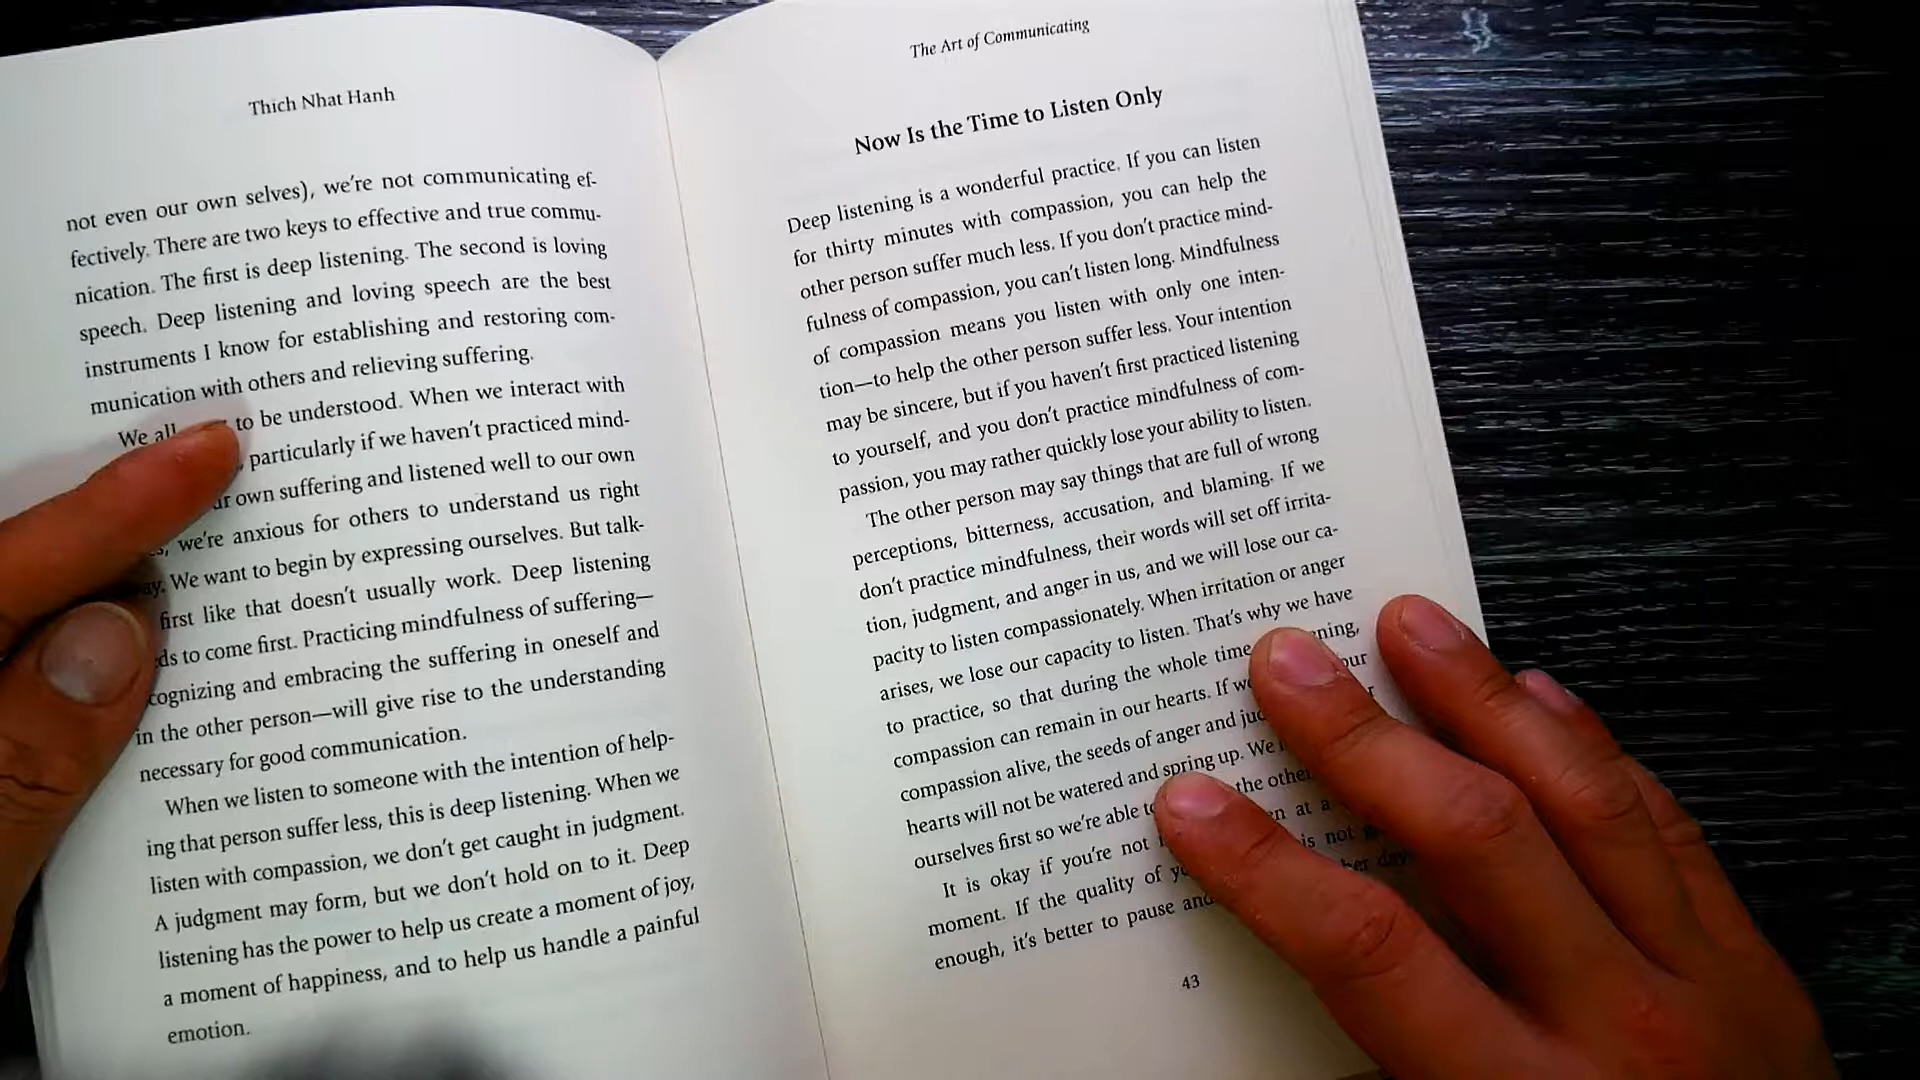 Thich Nhat Hanh
not even our own selves), we're not communicating ef-
fectively. There are two keys to effective and true commu-
nication. The first is deep listening. The second is loving
speech. Deep listening and loving speech are the best
instruments I know for establishing and restoring com-
munication with others and relieving suffering.
We all to be understood. When we interact with
particularly if we haven't practiced mind-
own suffering and listened well to our own
we're anxious for others to understand us right
We want to begin by expressing ourselves. But talk-
first like that doesn't usually work. Deep listening
to come first. Practicing mindfulness of suffering—
cognizing and embracing the suffering in oneself and
in the other person—will give rise to the understanding
necessary for good communication.
When we listen to someone with the intention of help-
ing that person suffer less, this is deep listening. When we
listen with compassion, we don't get caught in judgment.
A judgment may form, but we don't hold on to it. Deep
listening has the power to help us create a moment of joy,
a moment of happiness, and to help us handle a painful
emotion.
The Art of Communicating
Now Is the Time to Listen Only
Deep listening is a wonderful practice. If you can listen
for thirty minutes with compassion, you can help the
other person suffer much less. If you don't practice mind-
fulness of compassion, you can't listen long. Mindfulness
of compassion means you listen with only one inten-
tion—to help the other person suffer less. Your intention
may be sincere, but if you haven't first practiced listening
to yourself, and you don't practice mindfulness of com-
passion, you may rather quickly lose your ability to listen.
The other person may say things that are full of wrong
perceptions, bitterness, accusation, and blaming. If we
don't practice mindfulness, their words will set off irrita-
tion, judgment, and anger in us, and we will lose our ca-
pacity to listen compassionately. When irritation or anger
arises, we lose our capacity to listen. That's why we have
to practice, so that during the whole time
compassion can remain in our hearts. If we
compassion alive, the seeds of anger and
hearts will not be watered and spring up. We
ourselves first so we're able to the other
It is okay if you're not at a
moment. If the quality of is not
enough, it's better to pause and day
43